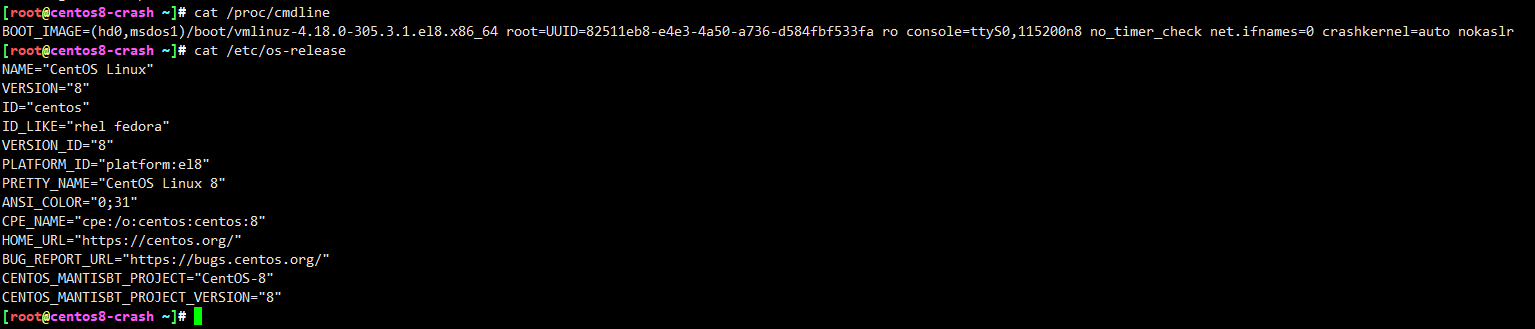 [root@centos8-crash ~]# cat /proc/cmdline
BOOT_IMAGE=(hd0,msdos1)/boot/vmlinuz-4.18.0-305.3.1.el8.x86_64 root=UUID=82511eb8-e4e3-4a50-a736-d584fbf533fa ro console=ttyS0,115200n8 no_timer_check net.ifnames=0 crashkernel=auto nokaslr
[root@centos8-crash ~]# cat /etc/os-release
NAME="CentOS Linux"
VERSION="8"
ID="centos"
ID_LIKE="rhel fedora"
VERSION_ID="8"
PLATFORM_ID="platform:el8"
PRETTY_NAME="CentOS Linux 8"
ANSI_COLOR="0;31"
CPE_NAME="cpe:/o:centos:centos:8"
HOME_URL="https://centos.org/"
BUG_REPORT_URL="https://bugs.centos.org/"
CENTOS_MANTISBT_PROJECT="CentOS-8"
CENTOS_MANTISBT_PROJECT_VERSION="8"
[root@centos8-crash ~]#